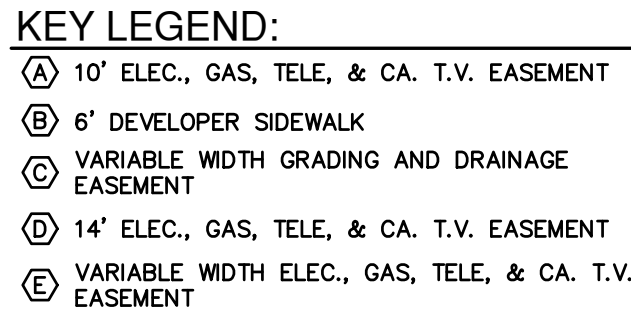 KEY LEGEND:
A 10' ELEC., GAS, TELE, & CA. T.V. EASEMENT
B 6' DEVELOPER SIDEWALK
C VARIABLE WIDTH GRADING AND DRAINAGE
EASEMENT
D 14' ELEC., GAS, TELE, & CA. T.V. EASEMENT
E VARIABLE WIDTH ELEC., GAS, TELE, & CA. T.V.
EASEMENT